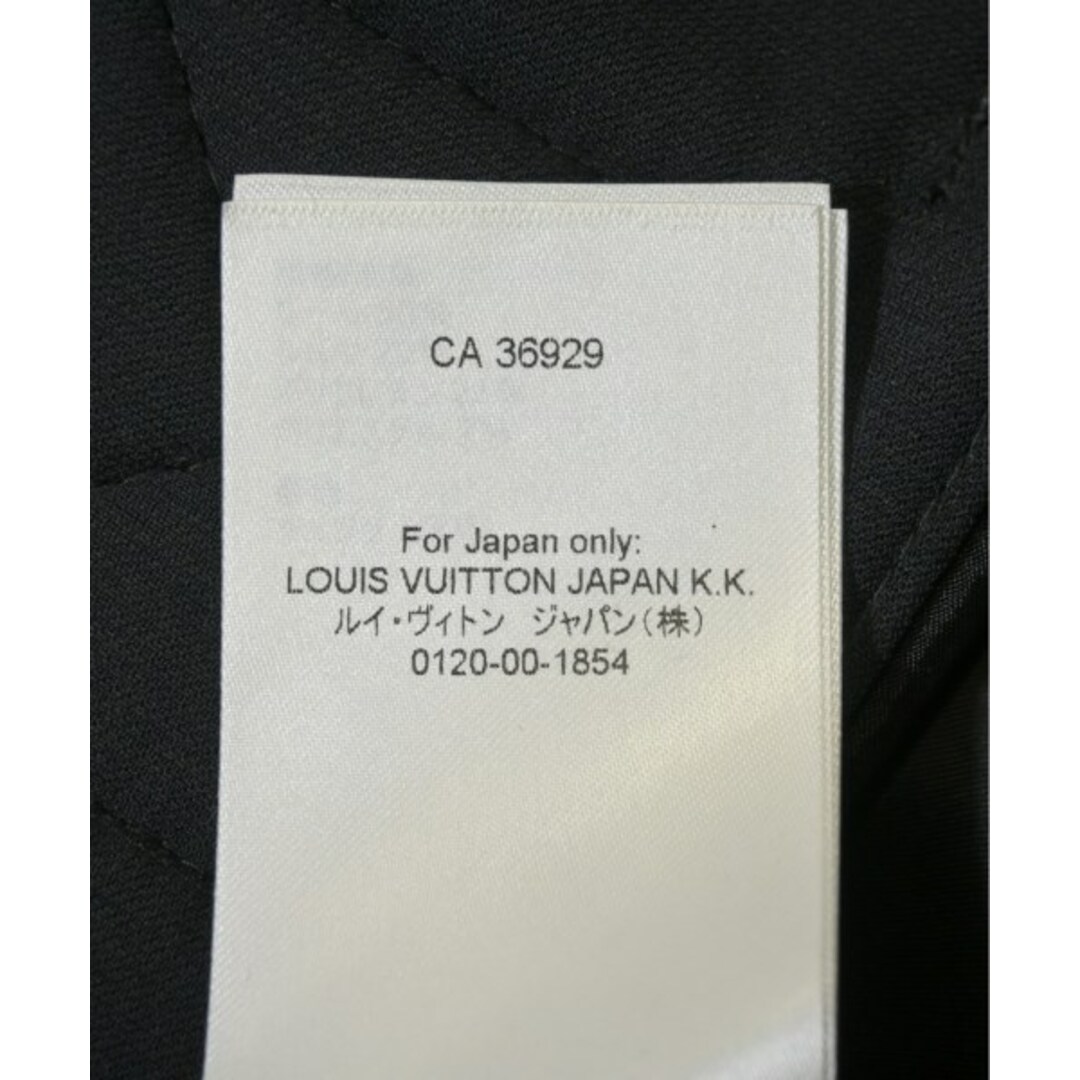 CA 36929
For Japan only:
LOUIS VUITTON JAPAN K.K.
ルイ・ヴィトン　ジャパン(株)
0120-00-1854